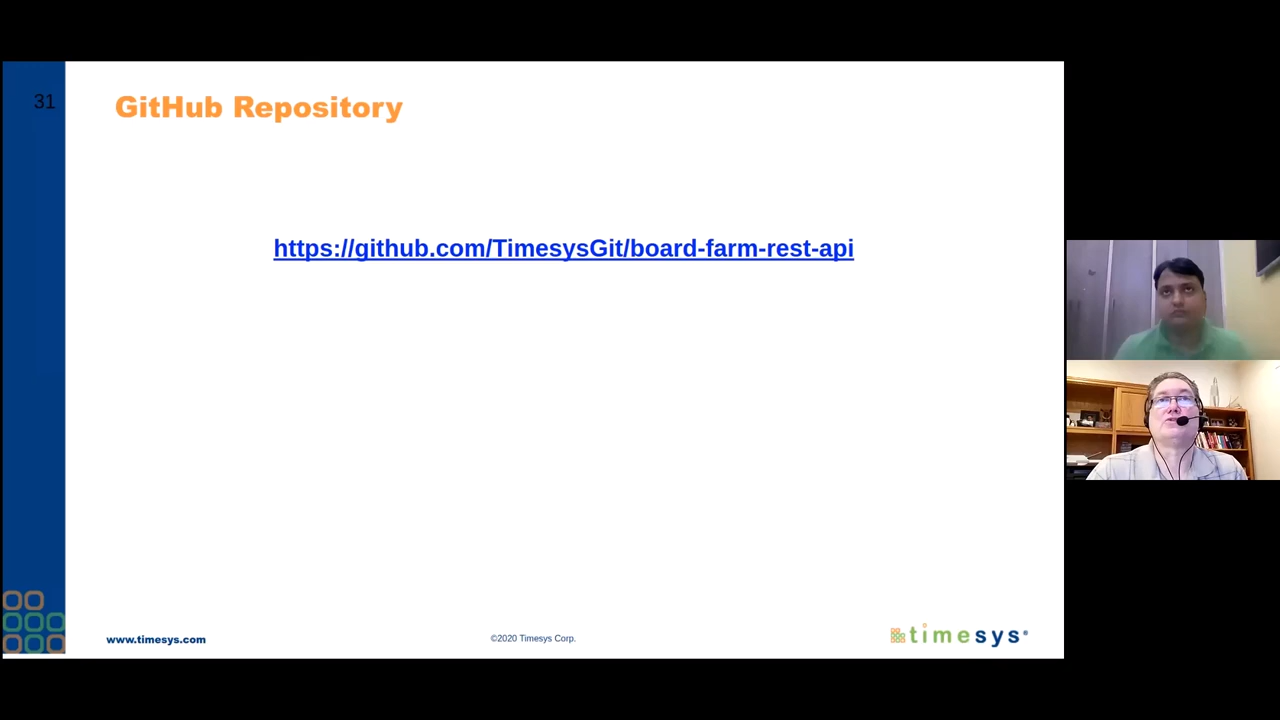 31
GitHub Repository
https://github.com/TimesysGit/board-farm-rest-api
www.timesys.com
©2020 Timesys Corp.
timesys®